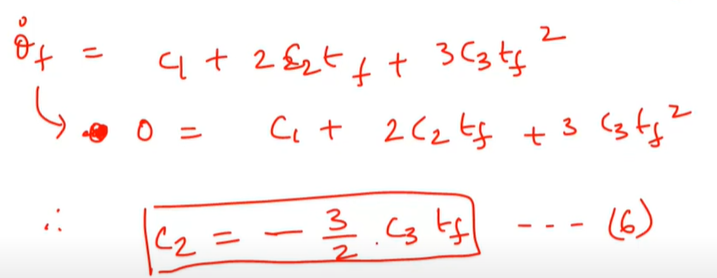 θ̇f = c1 + 2c2tf + 3c3tf²
↳ 0 = c1 + 2c2tf + 3c3tf²
∴ c2 = - 3/2 . c3 tf --- (6)